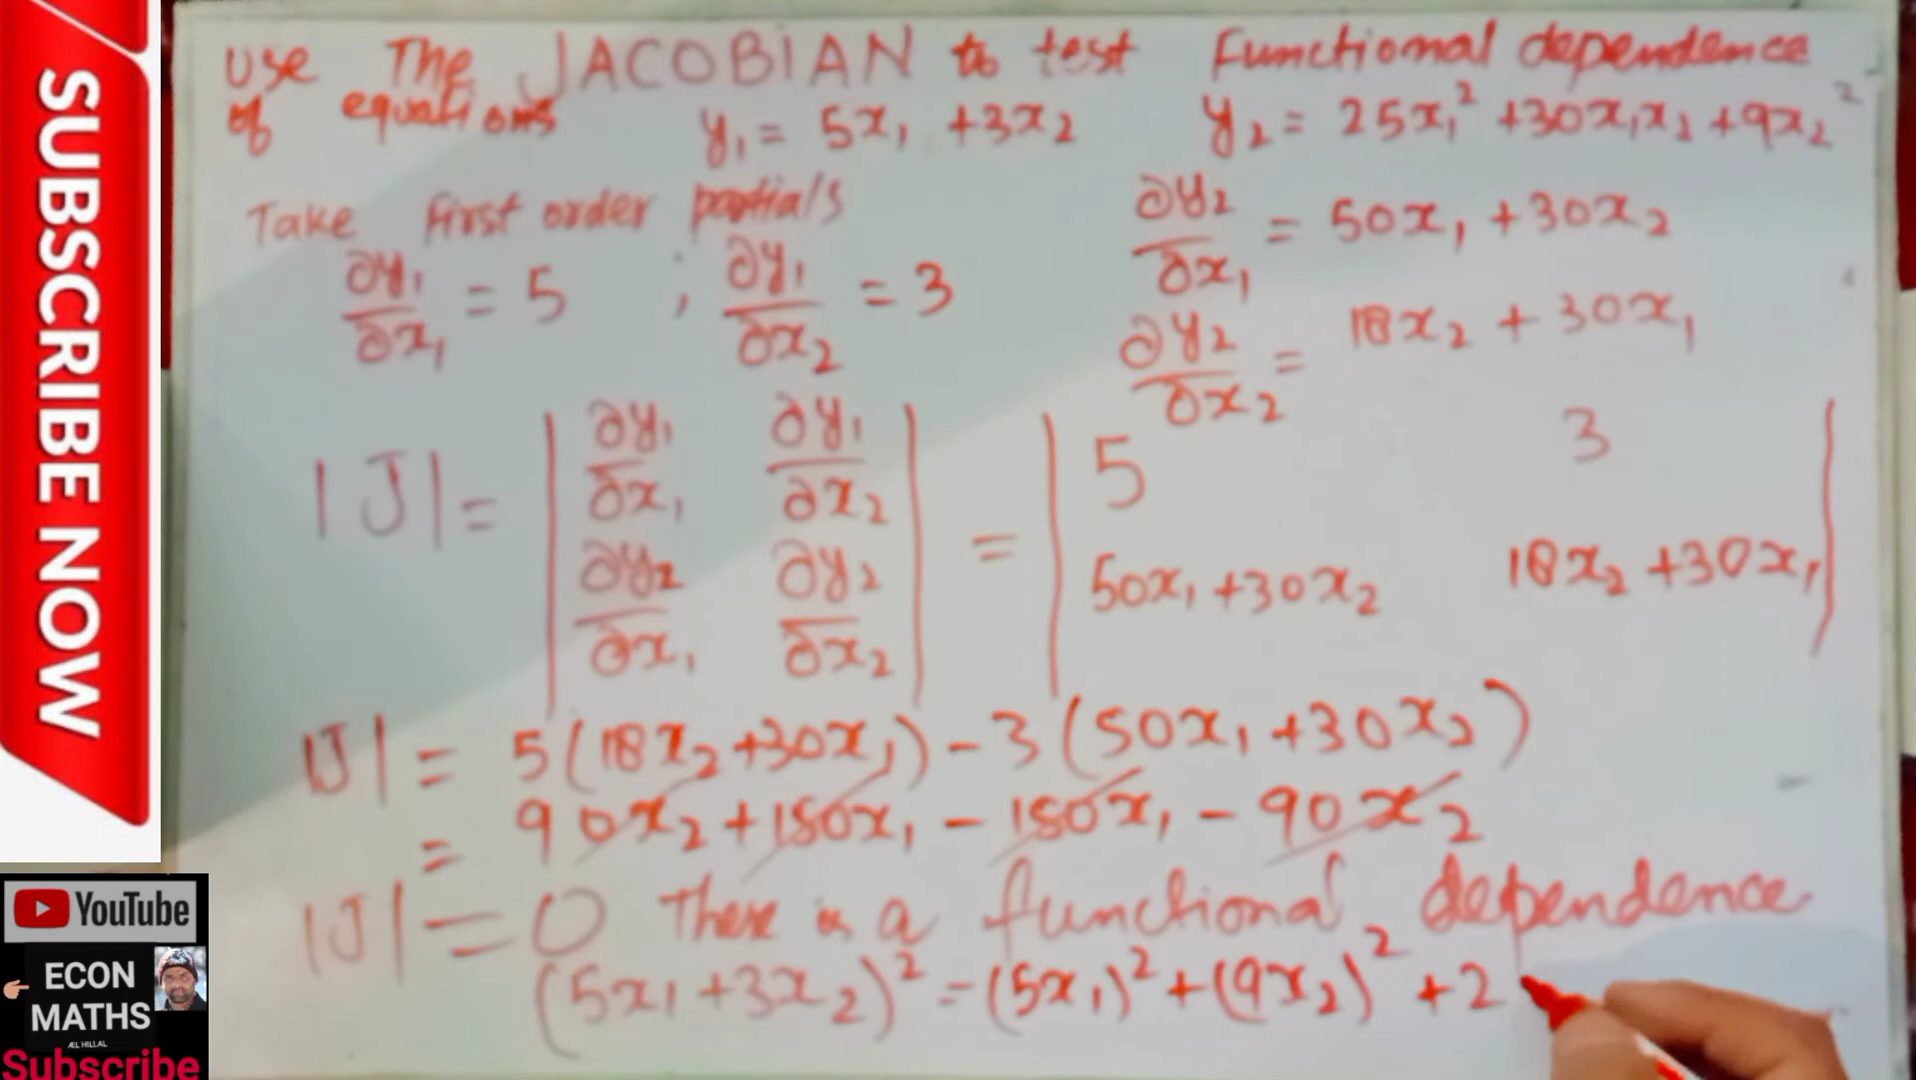 SUBSCRIBE NOW
Use The JACOBIAN to test Functional dependence
of equations y₁ = 5x₁ + 3x₂ y₂ = 25x₁² + 30x₁x₂ + 9x₂²
Take First order partials
∂y₁/∂x₁ = 5 ; ∂y₁/∂x₂ = 3
∂y₂/∂x₁ = 50x₁ + 30x₂
∂y₂/∂x₂ = 18x₂ + 30x₁
|J| = | ∂y₁/∂x₁ ∂y₁/∂x₂ | = | 5 3 |
| ∂y₂/∂x₁ ∂y₂/∂x₂ | | 50x₁ + 30x₂ 18x₂ + 30x₁ |
|J| = 5(18x₂ + 30x₁) - 3(50x₁ + 30x₂)
= 90x₂ + 150x₁ - 150x₁ - 90x₂
|J| = 0 There is a functional dependence
(5x₁ + 3x₂)² = (5x₁)² + (9x₂)² + 2
YouTube
ECON
MATHS
ÆL HILLAL
Subscribe